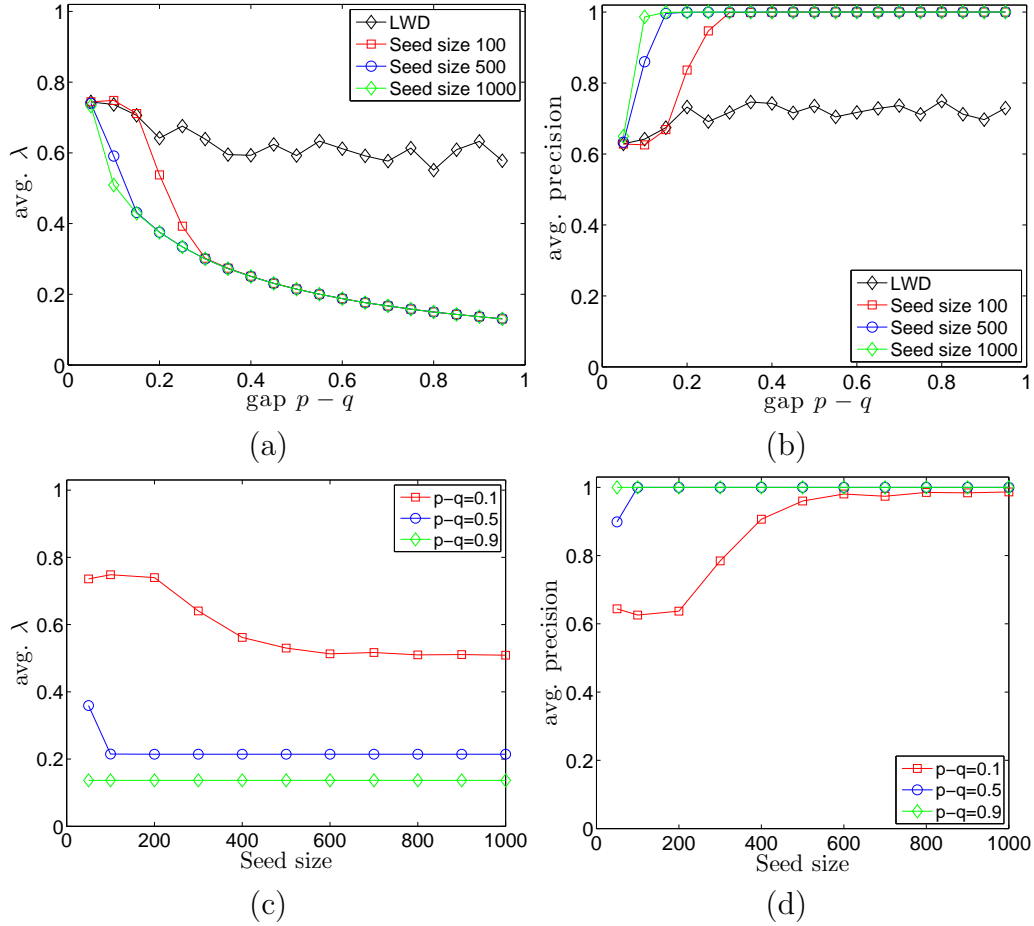 LWD
Seed size 100
Seed size 500
Seed size 1000
1
0.8
0.6
0.4
0.2
0
0 0.2 0.4 0.6 0.8 1
avg. λ
gap p − q
(a)
LWD
Seed size 100
Seed size 500
Seed size 1000
1
0.8
0.6
0.4
0.2
0
0 0.2 0.4 0.6 0.8 1
avg. precision
gap p − q
(b)
p−q=0.1
p−q=0.5
p−q=0.9
1
0.8
0.6
0.4
0.2
0
0 200 400 600 800 1000
avg. λ
Seed size
(c)
p−q=0.1
p−q=0.5
p−q=0.9
1
0.8
0.6
0.4
0.2
0
0 200 400 600 800 1000
avg. precision
Seed size
(d)